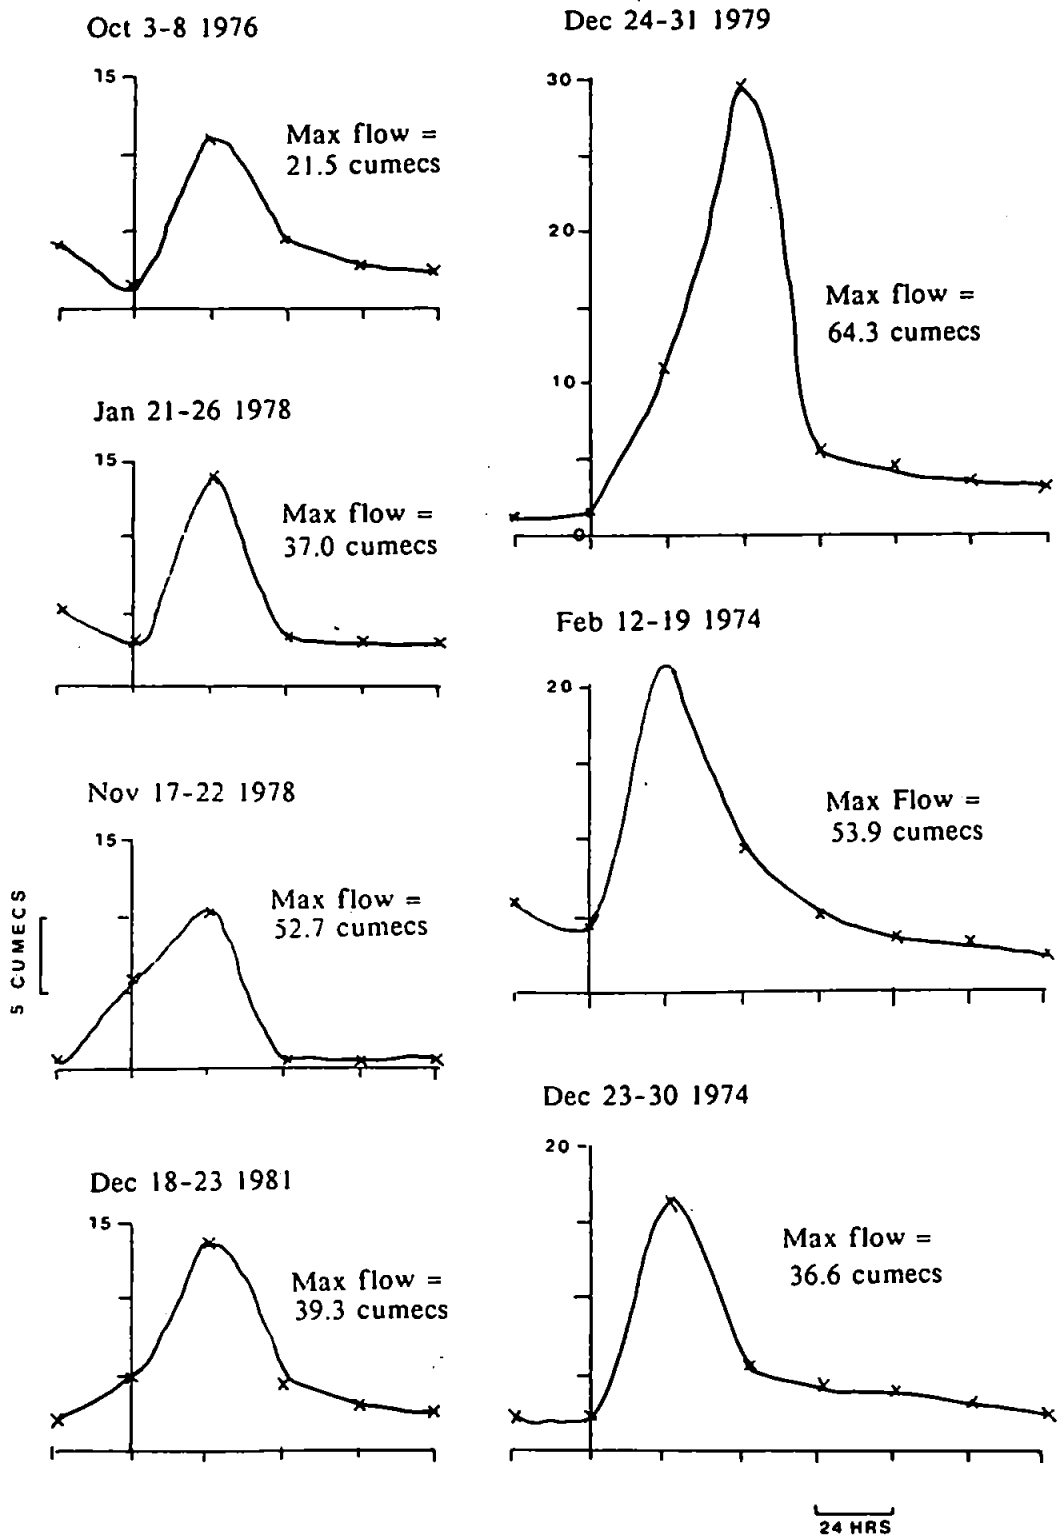 Oct 3-8 1976
15
Max flow =
21.5 cumecs
Jan 21-26 1978
15
Max flow =
37.0 cumecs
Nov 17-22 1978
15
Max flow =
52.7 cumecs
5 CUMECS
Dec 18-23 1981
15
Max flow =
39.3 cumecs
Dec 24-31 1979
30
20
10
0
Max flow =
64.3 cumecs
Feb 12-19 1974
20
Max Flow =
53.9 cumecs
Dec 23-30 1974
20
Max flow =
36.6 cumecs
24 HRS